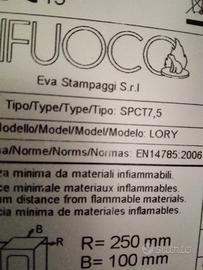 IFUOCO
Eva Stampaggi S.r.l
Tipo/Type/Type/Tipo: SPCT7,5
Modello/Model/Model/Modelo: LORY
/Norme/Norms/Normas: EN14785:2006
minima da materiali infiammabili.
ce minimale materiaux inflammables.
um distance from flammable materials.
cia minima de materiales inflamables.
B
R
R= 250 mm
B= 100 mm
subito